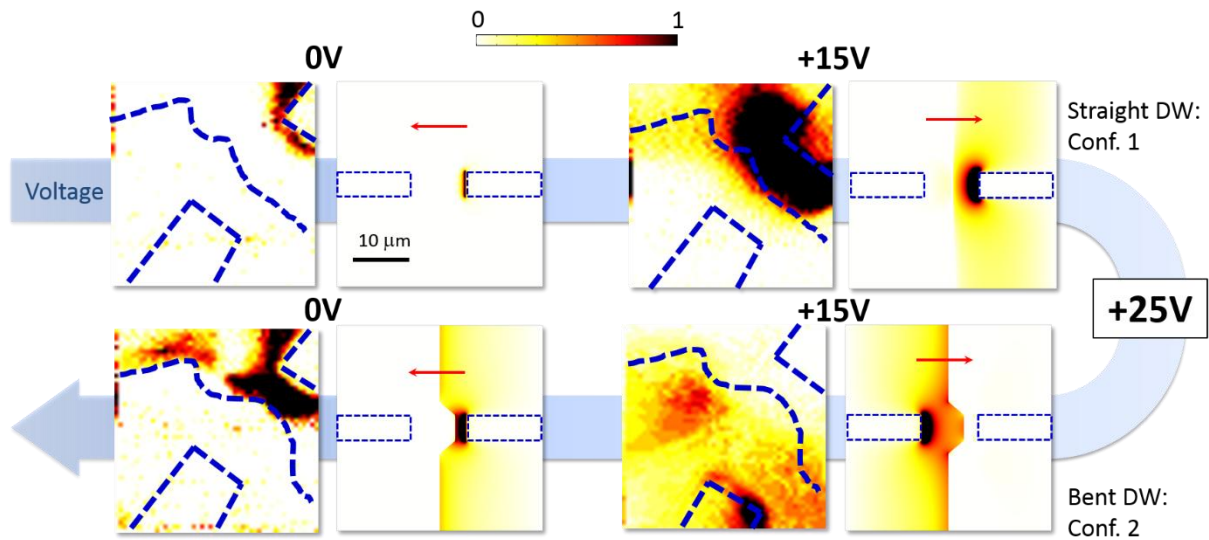 0 1
0V +15V
Straight DW:
Conf. 1
Voltage
10 μm
+25V
0V +15V
Bent DW:
Conf. 2